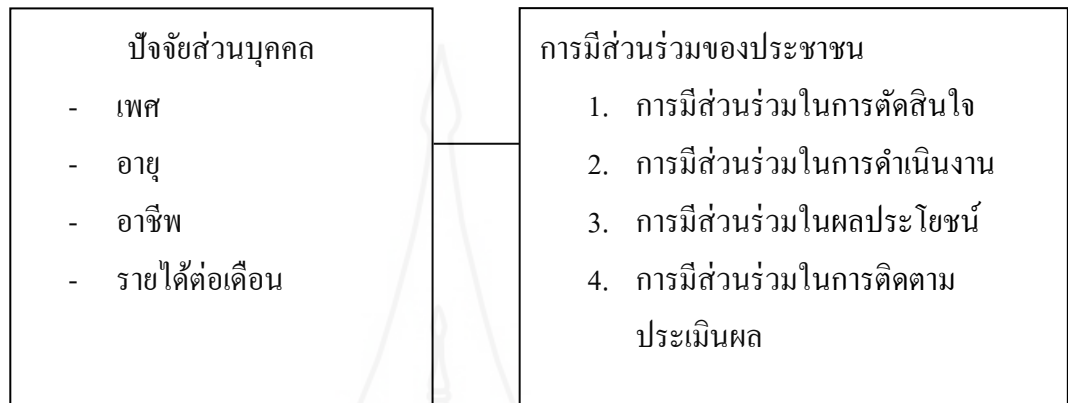 ปัจจัยส่วนบุคคล
- เพศ
- อายุ
- อาชีพ
- รายได้ต่อเดือน
การมีส่วนร่วมของประชาชน
1. การมีส่วนร่วมในการตัดสินใจ
2. การมีส่วนร่วมในการดำเนินงาน
3. การมีส่วนร่วมในผลประโยชน์
4. การมีส่วนร่วมในการติดตาม
ประเมินผล